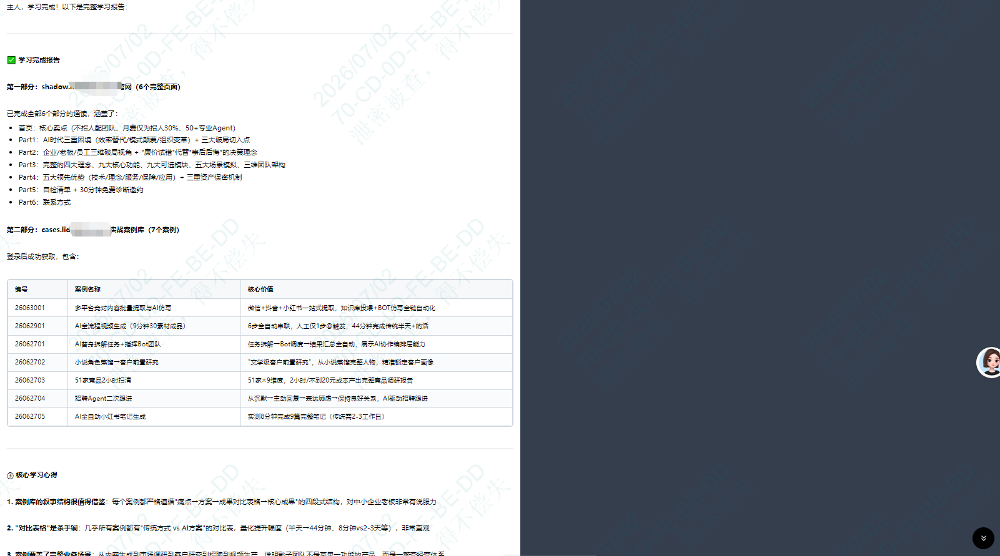 主人，学习完成！以下是完整学习报告：
✅ 学习完成报告
第一部分：shadow. 官网（6个完整页面）
已完成全部6个部分的通读，涵盖了：
• 首页：核心卖点（不招人配团队、月费仅为招人30%、50+专业Agent）
• Part1：AI时代三重困境（效率替代/模式颠覆/组织变革）+ 三大破局切入点
• Part2：企业/老板/员工三维破局视角 + "廉价试错"代替"事后后悔"的决策理念
• Part3：完整的四大理念、九大核心功能、九大可选模块、五大场景模拟、三维团队架构
• Part4：五大领先优势（技术/理念/服务/保障/应用）+ 三重资产保密机制
• Part5：自检清单 + 30分钟免费诊断邀约
• Part6：联系方式
第二部分：cases.lid 实战案例库（7个案例）
登录后成功获取，包含：
编号 案例名称 核心价值
26063001 多平台竞对内容批量提取与AI仿写 微信+抖音+小红书一站式提取，知识库投喂+BOT仿写全链自动化
26062901 AI全流程视频生成（9分钟30素材成品） 6步全自动串联，人工仅1步@触发，44分钟完成传统半天+的活
26062701 AI替身拆解任务+指挥Bot团队 任务拆解→Bot调度→结果汇总全自动，展示AI协作编排层能力
26062702 小说角色蒸馏→客户前置研究 "文学级客户前置研究"，从小说蒸馏完整人物，精准锁定客户画像
26062703 51家竞品2小时扫清 51家×9维度，2小时/不到20元成本产出完整竞品调研报告
26062704 招聘Agent二次跟进 从沉默→主动回复→表达顾虑→保持良好关系，AI驱动招聘跟进
26062705 AI全自动小红书笔记生成 实测8分钟完成9篇完整笔记（传统需2-3工作日）
③ 核心学习心得
1. 案例库的叙事结构很值得借鉴：每个案例都严格遵循"痛点→方案→成果对比表格→核心成果"的四段式结构，对中小企业老板非常有说服力
2. "对比表格"是杀手锏：几乎所有案例都有"传统方式 vs AI方案"的对比表，量化提升幅度（半天→44分钟、8分钟vs2-3天等），非常直观
3. 案例覆盖了完整业务场景：从内容生成到市场调研到客户研究到招聘到视频生产，说明影子团队不是某单一功能的产品，而是一整套经营体系
2026/07/02
70-CD-0D-FE-BE-DD
泄密被查，得不偿失